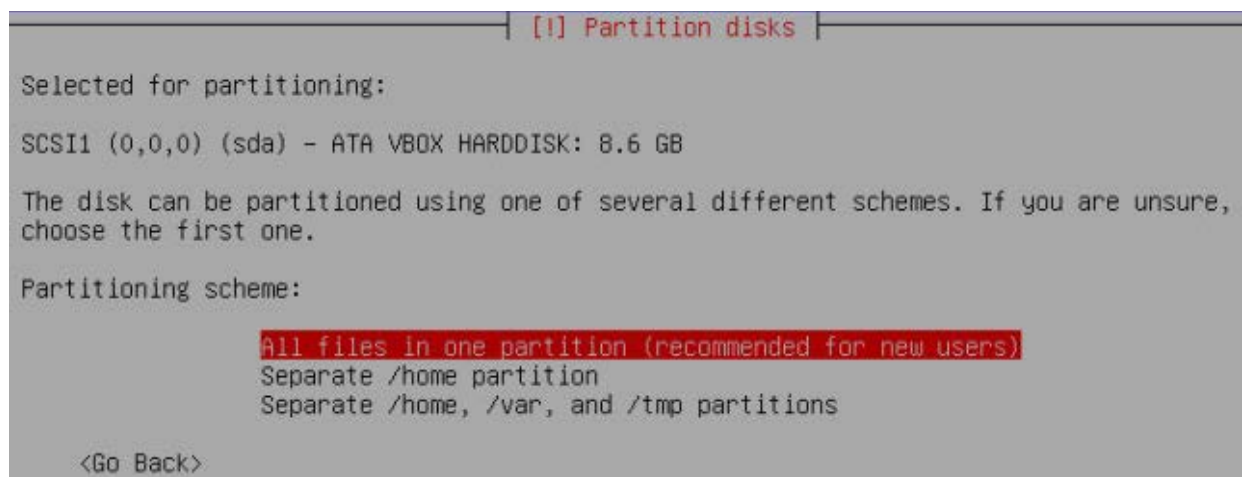 [!] Partition disks
Selected for partitioning:
SCSI1 (0,0,0) (sda) - ATA VBOX HARDDISK: 8.6 GB
The disk can be partitioned using one of several different schemes. If you are unsure,
choose the first one.
Partitioning scheme:
All files in one partition (recommended for new users)
Separate /home partition
Separate /home, /var, and /tmp partitions
<Go Back>